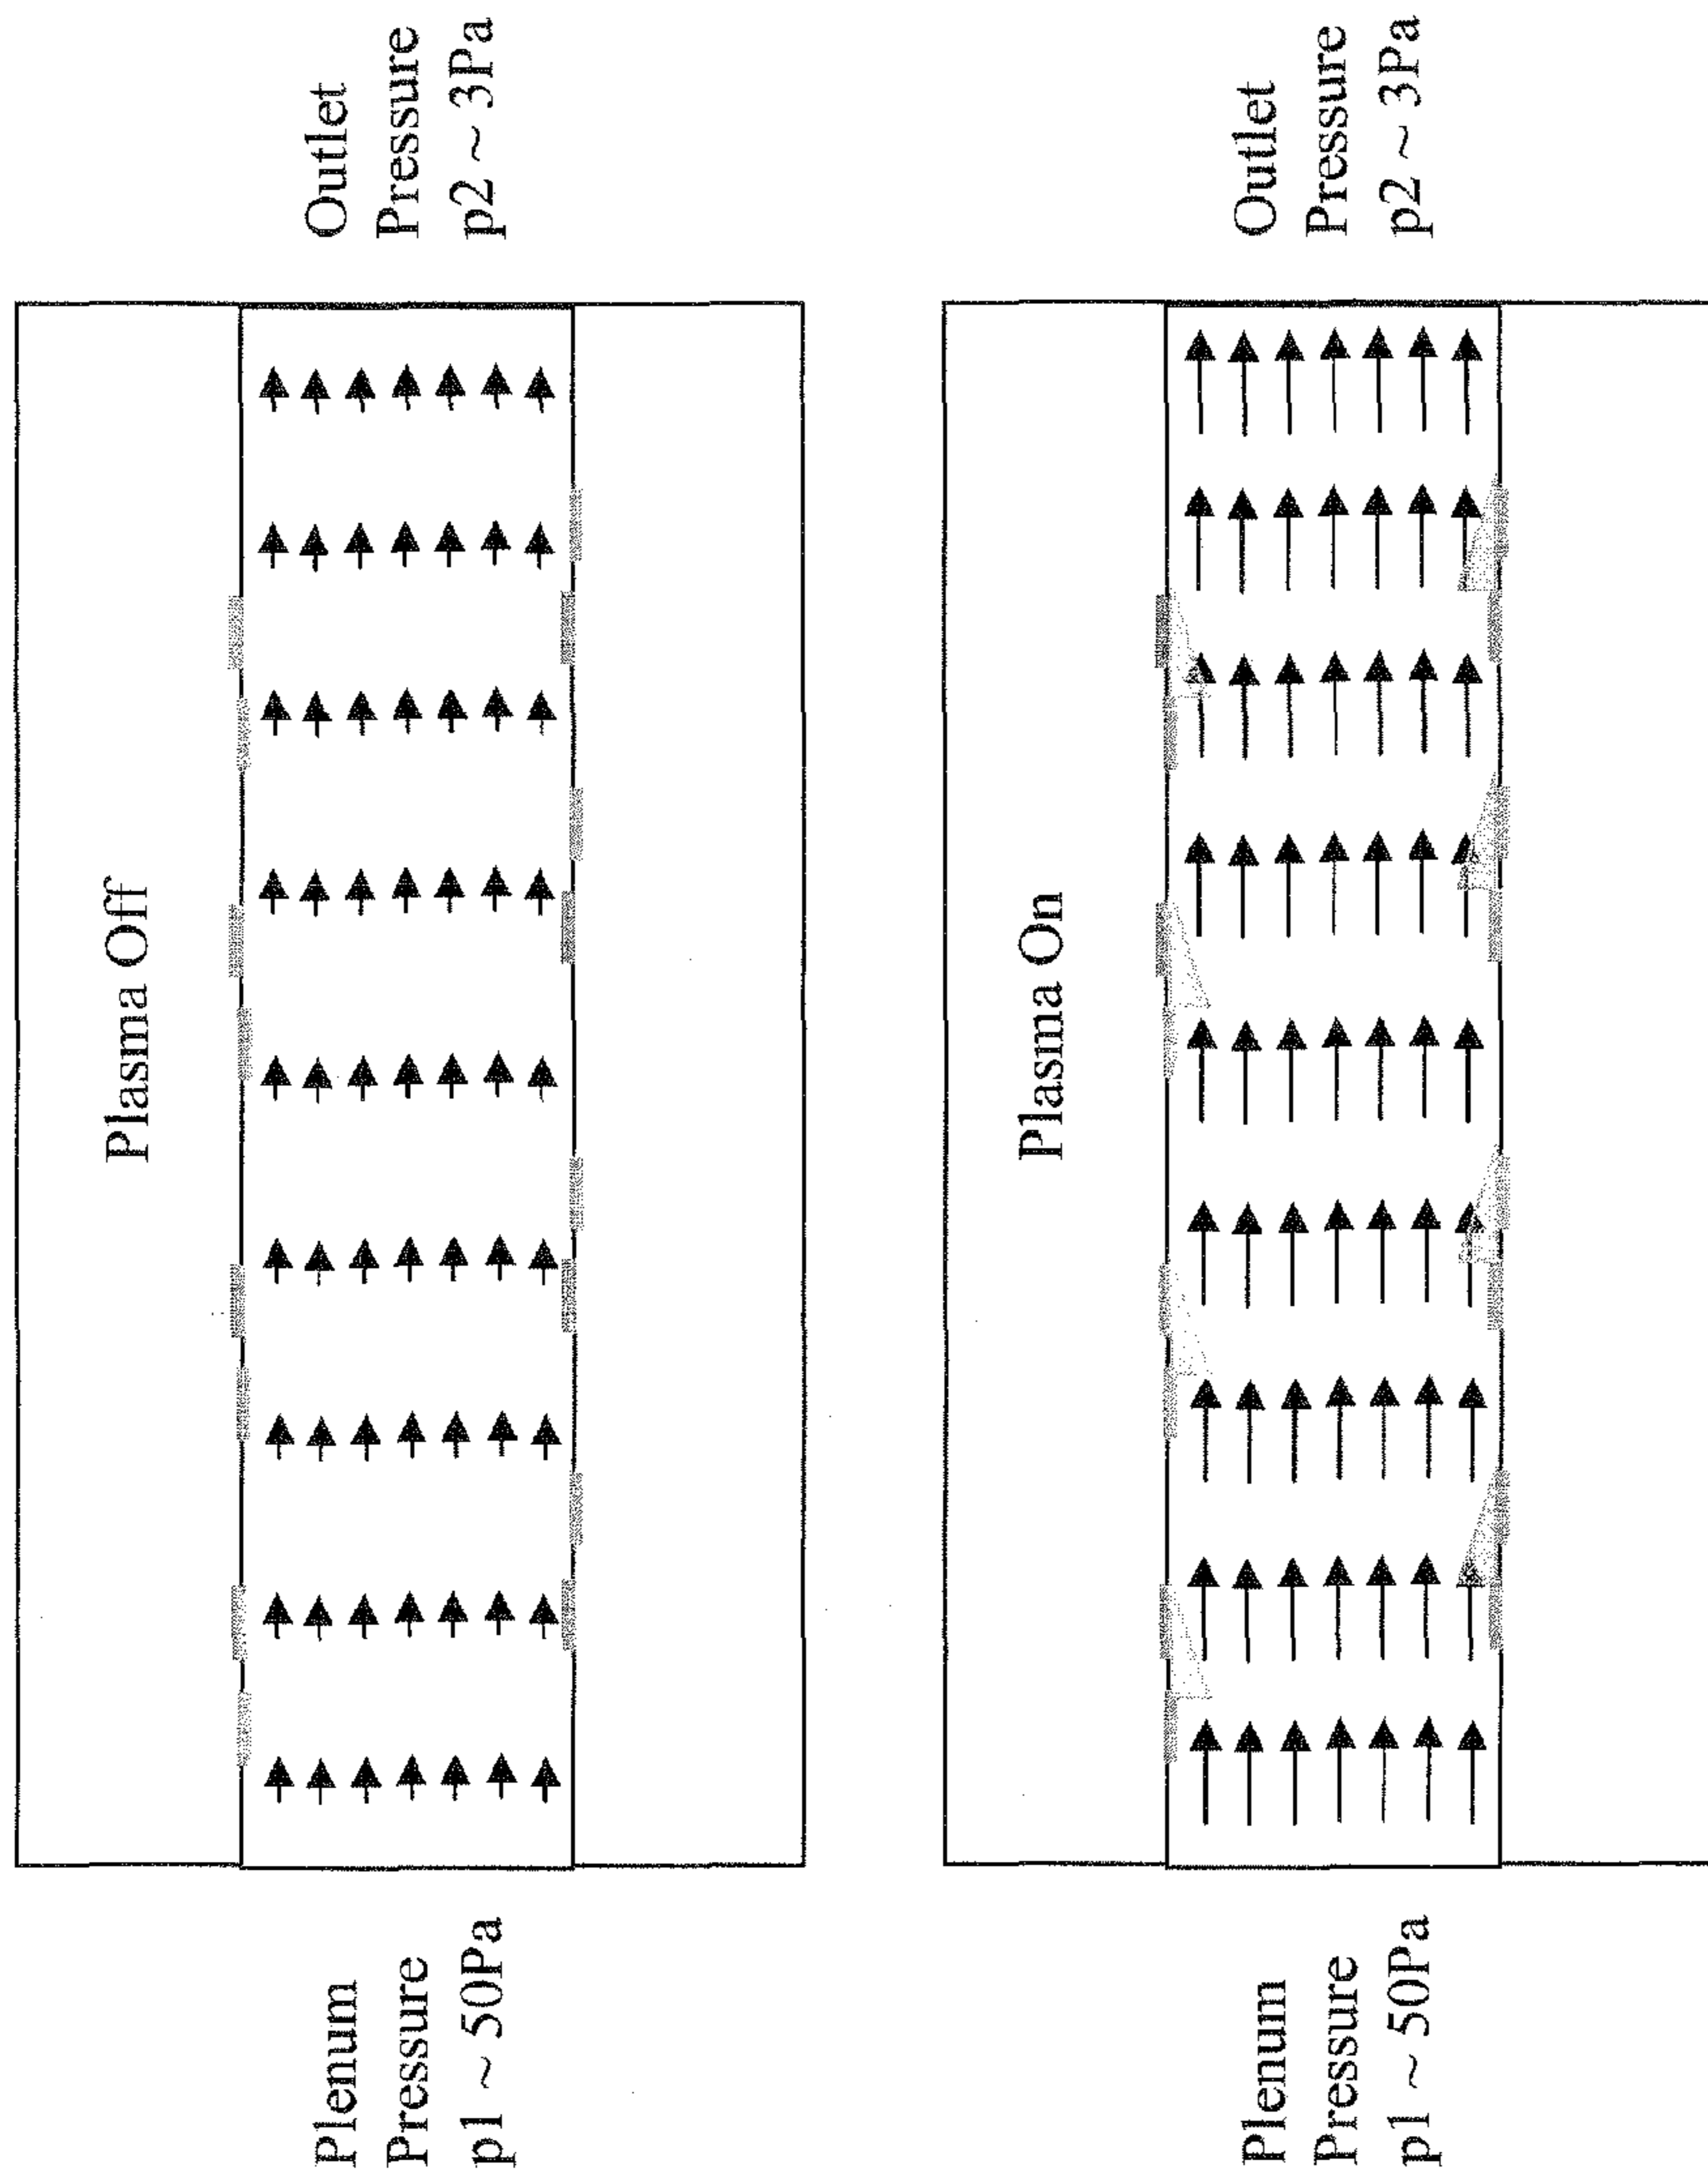 Plasma Off
Plenum
Pressure
p1 ~ 50Pa
Outlet
Pressure
p2 ~ 3Pa
Plasma On
Plenum
Pressure
p1 ~ 50Pa
Outlet
Pressure
p2 ~ 3Pa